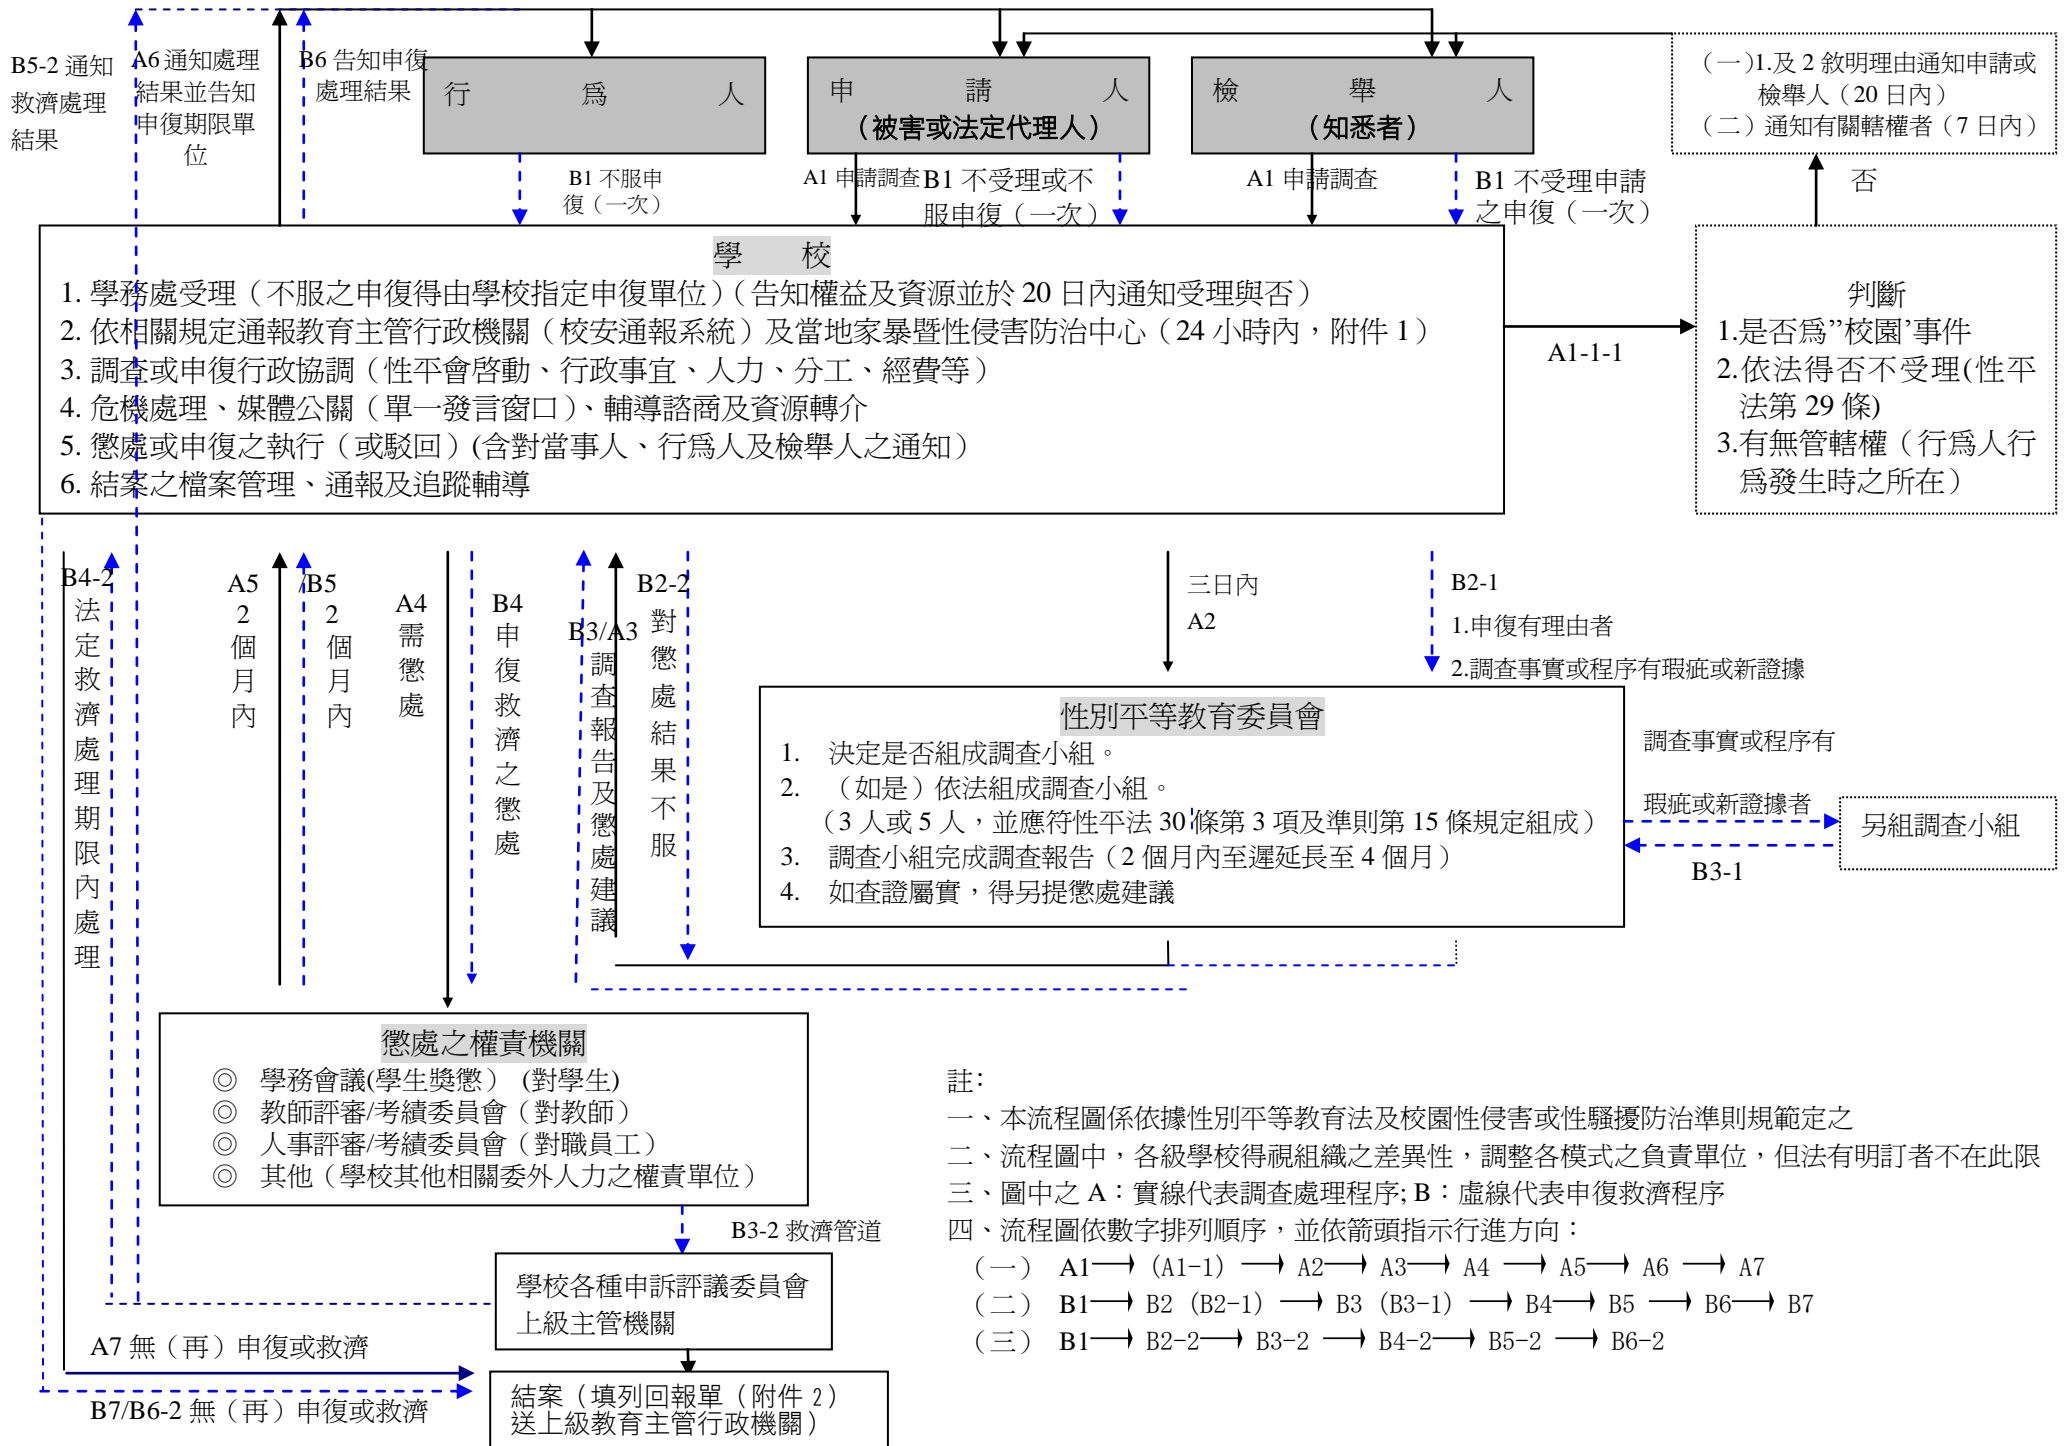 B5-2 通知
救濟處理
結果
A6 通知處理
結果並告知
申復期限單
位
B6 告知申復
處理結果
行 為 人
申 請 人
（被害或法定代理人）
檢 舉 人
（知悉者）
（一）1.及 2 敘明理由通知申請或
檢舉人（20 日內）
（二）通知有關轄權者（7 日內）
B1 不服申
復（一次）
A1 申請調查
B1 不受理或不
服申復（一次）
A1 申請調查
B1 不受理申請
之申復（一次）
否
學 校
1. 學務處受理（不服之申復得由學校指定申復單位）（告知權益及資源並於 20 日內通知受理與否）
2. 依相關規定通報教育主管行政機關（校安通報系統）及當地家暴暨性侵害防治中心（24 小時內，附件 1）
3. 調查或申復行政協調（性平會啓動、行政事宜、人力、分工、經費等）
4. 危機處理、媒體公關（單一發言窗口）、輔導諮商及資源轉介
5. 懲處或申復之執行（或駁回）(含對當事人、行為人及檢舉人之通知）
6. 結案之檔案管理、通報及追蹤輔導
A1-1-1
判斷
1.是否為”校園’事件
2.依法得否不受理(性平
法第 29 條)
3.有無管轄權（行為人行
為發生時之所在）
B4-2
法定救濟處理期限內處理
A5
2個月內
/B5
2個月內
A4
需懲處
B4
申復救濟之懲處
B3/A3
調查報告及懲處建議
B2-2
對懲處結果不服
三日內
A2
B2-1
1.申復有理由者
2.調查事實或程序有瑕疵或新證據
性別平等教育委員會
1. 決定是否組成調查小組。
2. （如是）依法組成調查小組。
（3 人或 5 人，並應符性平法 30 條第 3 項及準則第 15 條規定組成）
3. 調查小組完成調查報告（2 個月內至遲延長至 4 個月）
4. 如查證屬實，得另提懲處建議
調查事實或程序有
瑕疵或新證據者
B3-1
另組調查小組
懲處之權責機關
◎ 學務會議(學生獎懲） (對學生)
◎ 教師評審/考績委員會（對教師）
◎ 人事評審/考績委員會（對職員工）
◎ 其他（學校其他相關委外人力之權責單位）
B3-2 救濟管道
學校各種申訴評議委員會
上級主管機關
A7 無（再）申復或救濟
B7/B6-2 無（再）申復或救濟
結案（填列回報單（附件 2）
送上級教育主管行政機關）
註：
一、本流程圖係依據性別平等教育法及校園性侵害或性騷擾防治準則規範定之
二、流程圖中，各級學校得視組織之差異性，調整各模式之負責單位，但法有明訂者不在此限
三、圖中之 A：實線代表調查處理程序; B：虛線代表申復救濟程序
四、流程圖依數字排列順序，並依箭頭指示行進方向：
（一） A1→ (A1-1) → A2→ A3→ A4 → A5→ A6 → A7
（二） B1→ B2 (B2-1) → B3 (B3-1) → B4→ B5 → B6→ B7
（三） B1→ B2-2→ B3-2 → B4-2→ B5-2 → B6-2